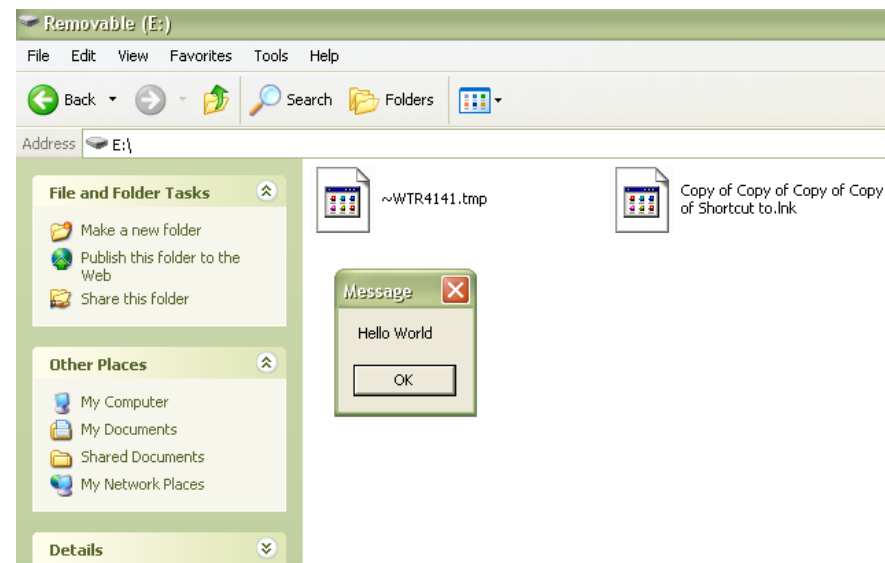 Removable (E:)
File Edit View Favorites Tools Help
Back Search Folders
Address E:\
File and Folder Tasks
Make a new folder
Publish this folder to the
Web
Share this folder
Other Places
My Computer
My Documents
Shared Documents
My Network Places
Details
~WTR4141.tmp
Copy of Copy of Copy of Copy
of Shortcut to.lnk
Message
Hello World
OK